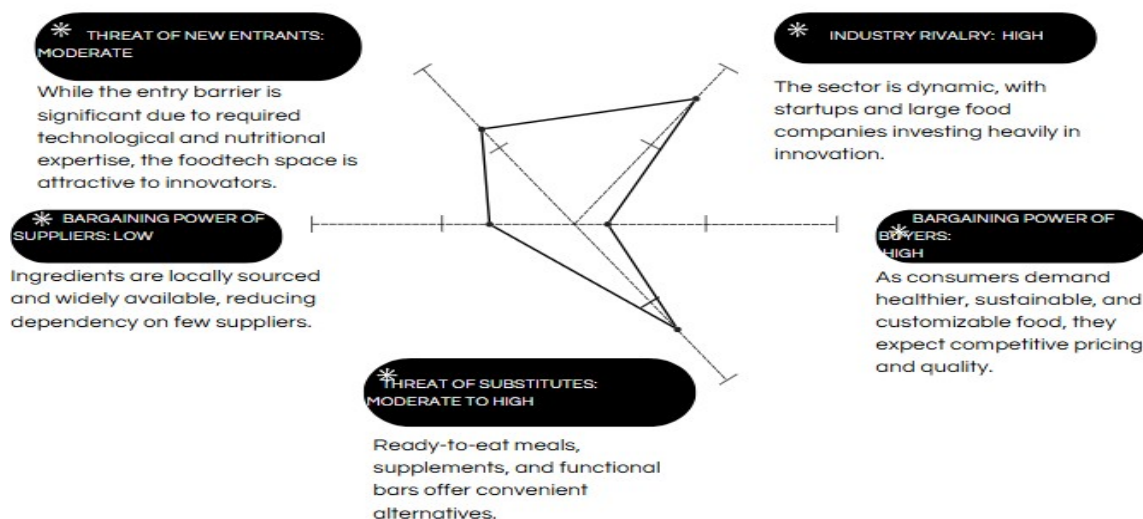 THREAT OF NEW ENTRANTS:
MODERATE
While the entry barrier is
significant due to required
technological and nutritional
expertise, the foodtech space is
attractive to innovators.
INDUSTRY RIVALRY: HIGH
The sector is dynamic, with
startups and large food
companies investing heavily in
innovation.
BARGAINING POWER OF
SUPPLIERS: LOW
Ingredients are locally sourced
and widely available, reducing
dependency on few suppliers.
BARGAINING POWER OF
BUYERS:
HIGH
As consumers demand
healthier, sustainable, and
customizable food, they
expect competitive pricing
and quality.
THREAT OF SUBSTITUTES:
MODERATE TO HIGH
Ready-to-eat meals,
supplements, and functional
bars offer convenient
alternatives.